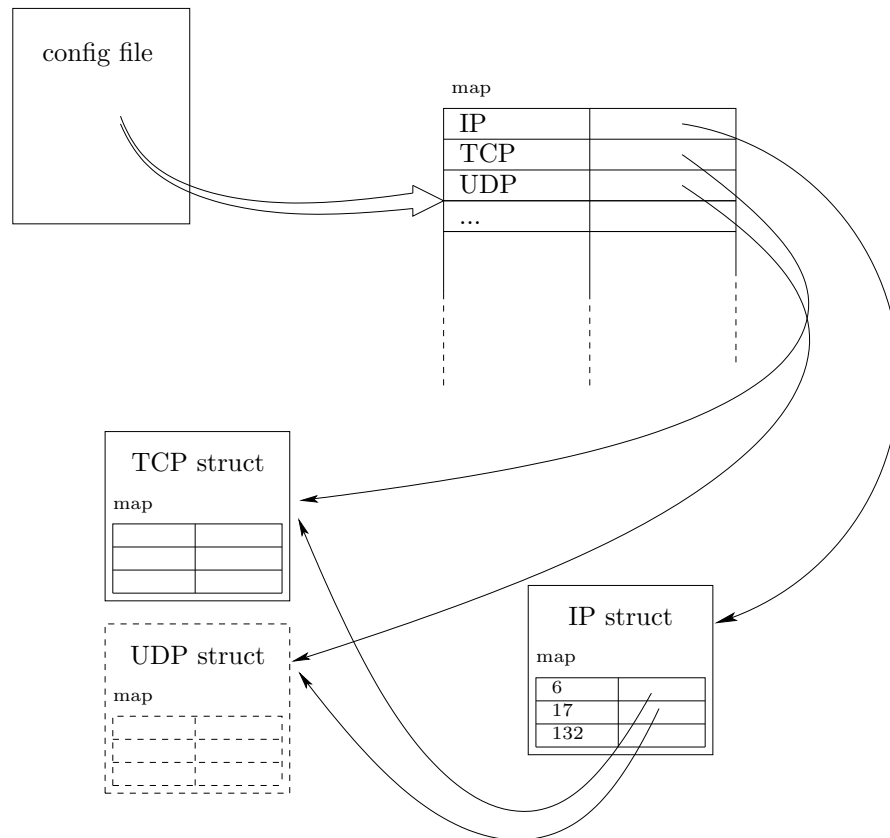 config file
map
IP
TCP
UDP
...
TCP struct
map
UDP struct
map
IP struct
map
6
17
132